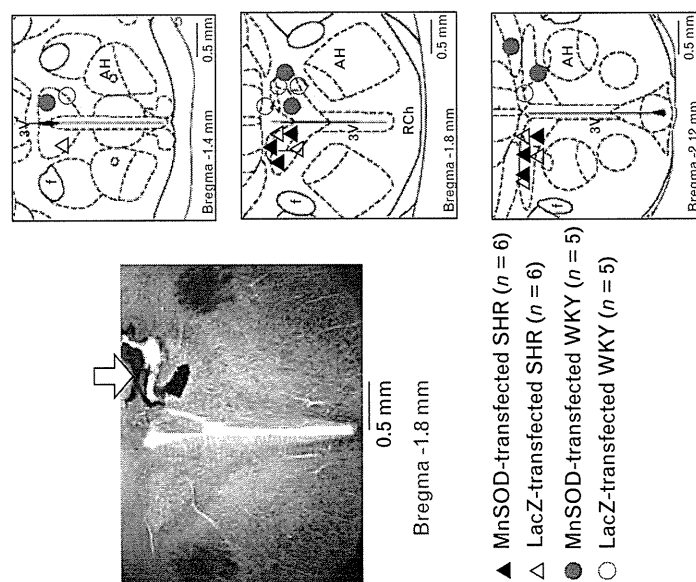 3V
f
AH
0.5 mm
Bregma -1.4 mm
f
3V
AH
RCh
0.5 mm
Bregma -1.8 mm
f
3V
AH
0.5 mm
Bregma -2.12 mm
0.5 mm
Bregma -1.8 mm
MnSOD-transfected SHR (n = 6)
LacZ-transfected SHR (n = 6)
MnSOD-transfected WKY (n = 5)
LacZ-transfected WKY (n = 5)